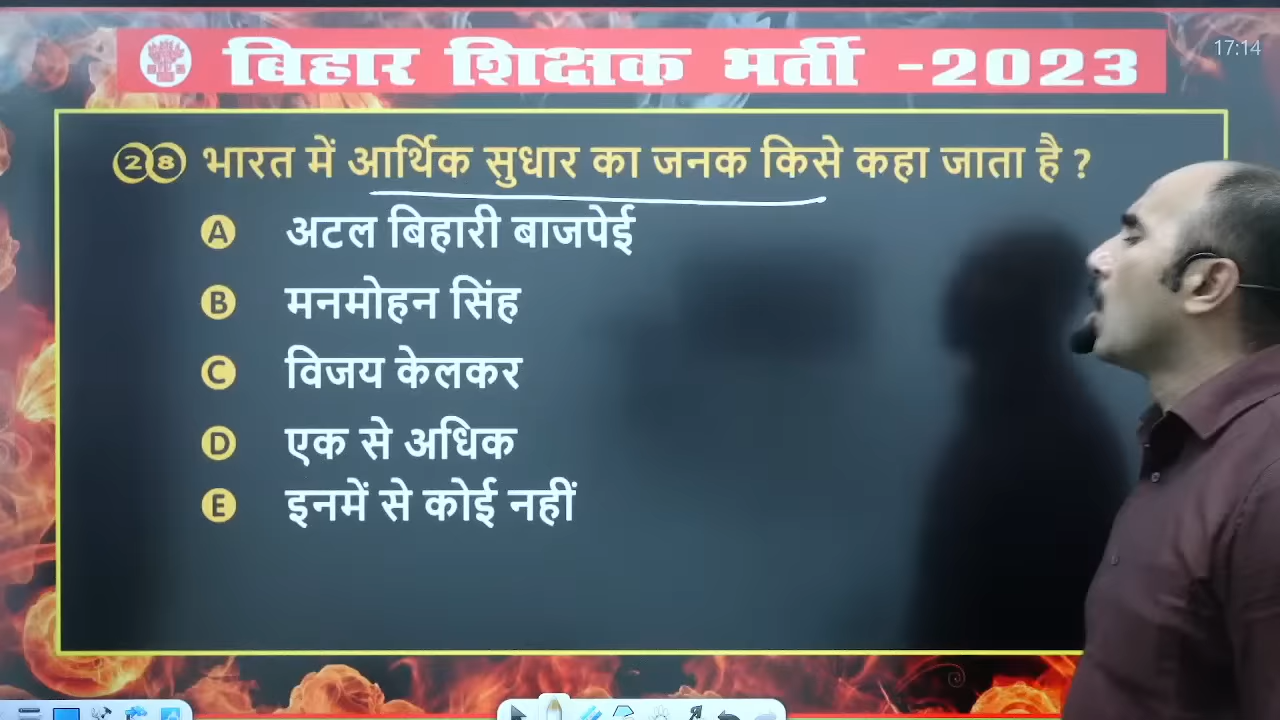 बिहार शिक्षक भर्ती -2023
17:14
28 भारत में आर्थिक सुधार का जनक किसे कहा जाता है ?
A अटल बिहारी बाजपेई
B मनमोहन सिंह
C विजय केलकर
D एक से अधिक
E इनमें से कोई नहीं